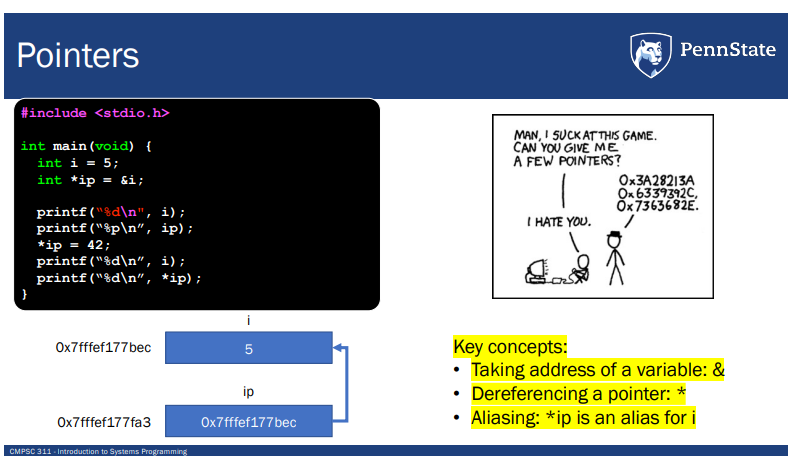 Pointers
PennState
#include <stdio.h>
int main(void) {
int i = 5;
int *ip = &i;
printf("%d\n", i);
printf("%p\n", ip);
*ip = 42;
printf("%d\n", i);
printf("%d\n", *ip);
}
MAN, I SUCK AT THIS GAME.
CAN YOU GIVE ME
A FEW POINTERS?
0x3A28213A
0x6339392C,
0x7363682E.
I HATE YOU.
i
0x7fffef177bec
5
ip
0x7fffef177fa3
0x7fffef177bec
Key concepts:
• Taking address of a variable: &
• Dereferencing a pointer: *
• Aliasing: *ip is an alias for i
CMPSC 311 - Introduction to Systems Programming